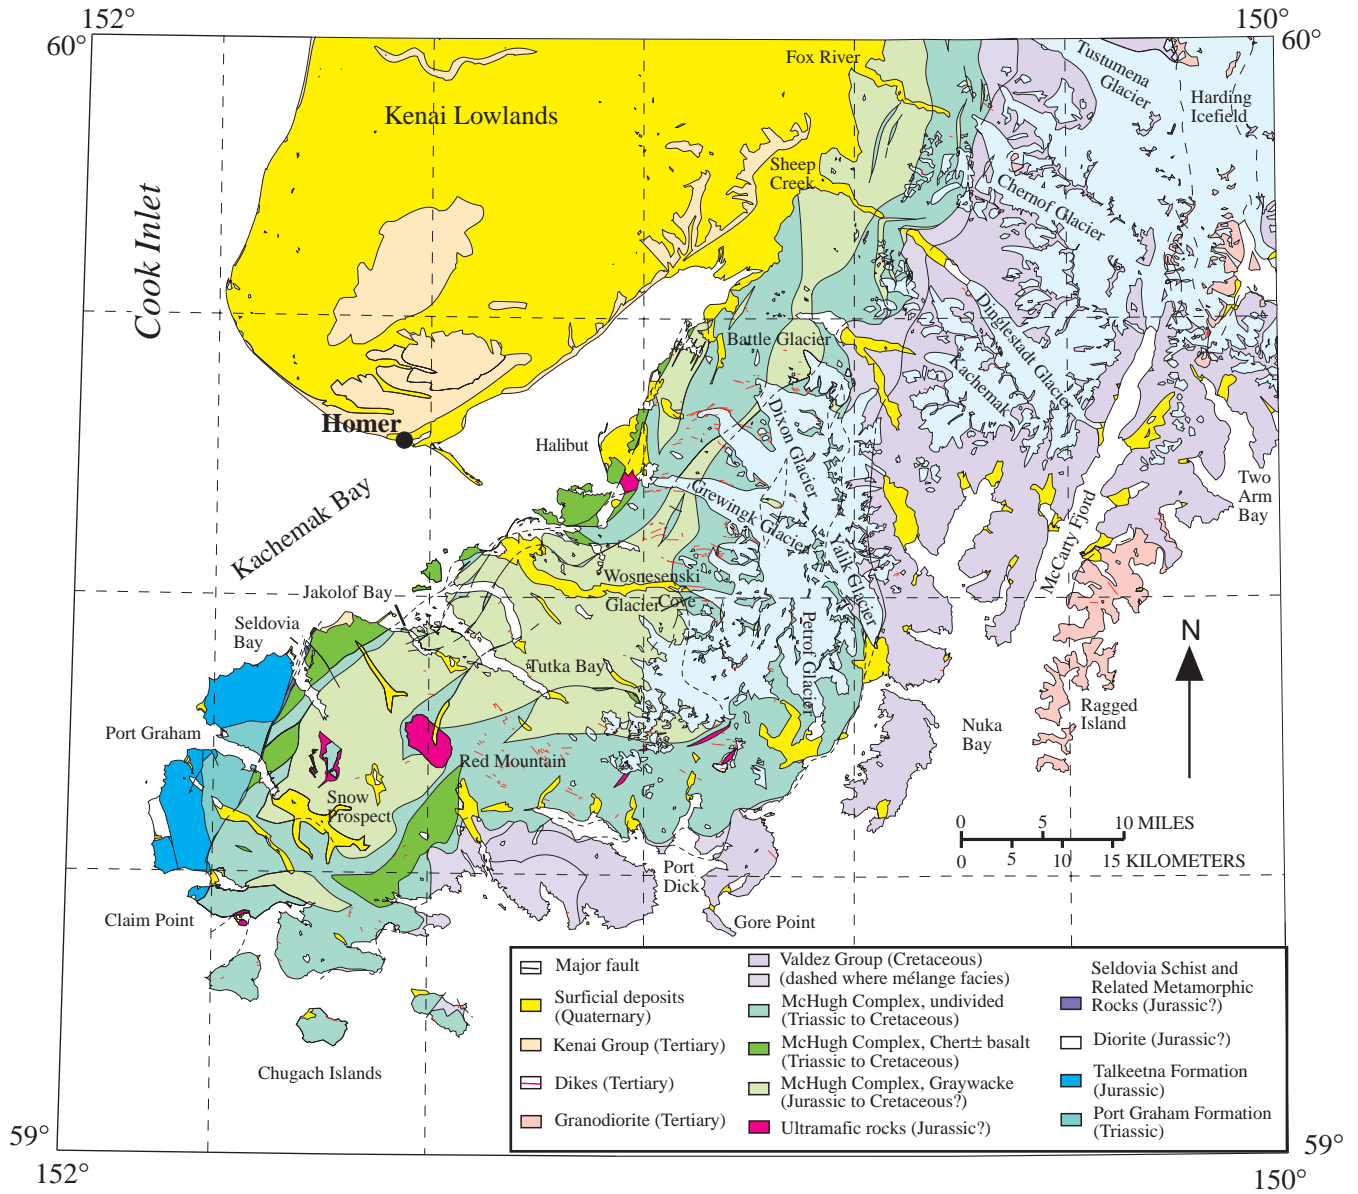 152°
150°
60°
60°
Fox River
Tustumena
Glacier
Harding
Icefield
Kenai Lowlands
Sheep
Creek
Chernof Glacier
Cook Inlet
Dinglestadt Glacier
Kachemak
Battle Glacier
Dixon Glacier
Homer
Halibut
Grewingk Glacier
Yalik Glacier
Two
Arm
Bay
McCarty Fjord
Kachemak Bay
Wosnesenski
Glacier
Cove
Jakolof Bay
Petrof Glacier
Seldovia
Bay
Tutka Bay
N
Port Graham
Nuka
Bay
Ragged
Island
Red Mountain
Snow
Prospect
0 5 10 MILES
0 5 10 15 KILOMETERS
Port
Dick
Claim Point
Gore Point
Chugach Islands
Major fault
Surficial deposits
(Quaternary)
Kenai Group (Tertiary)
Dikes (Tertiary)
Granodiorite (Tertiary)
Valdez Group (Cretaceous)
(dashed where mélange facies)
McHugh Complex, undivided
(Triassic to Cretaceous)
McHugh Complex, Chert± basalt
(Triassic to Cretaceous)
McHugh Complex, Graywacke
(Jurassic to Cretaceous?)
Ultramafic rocks (Jurassic?)
Seldovia Schist and
Related Metamorphic
Rocks (Jurassic?)
Diorite (Jurassic?)
Talkeetna Formation
(Jurassic)
Port Graham Formation
(Triassic)
59°
59°
152°
150°